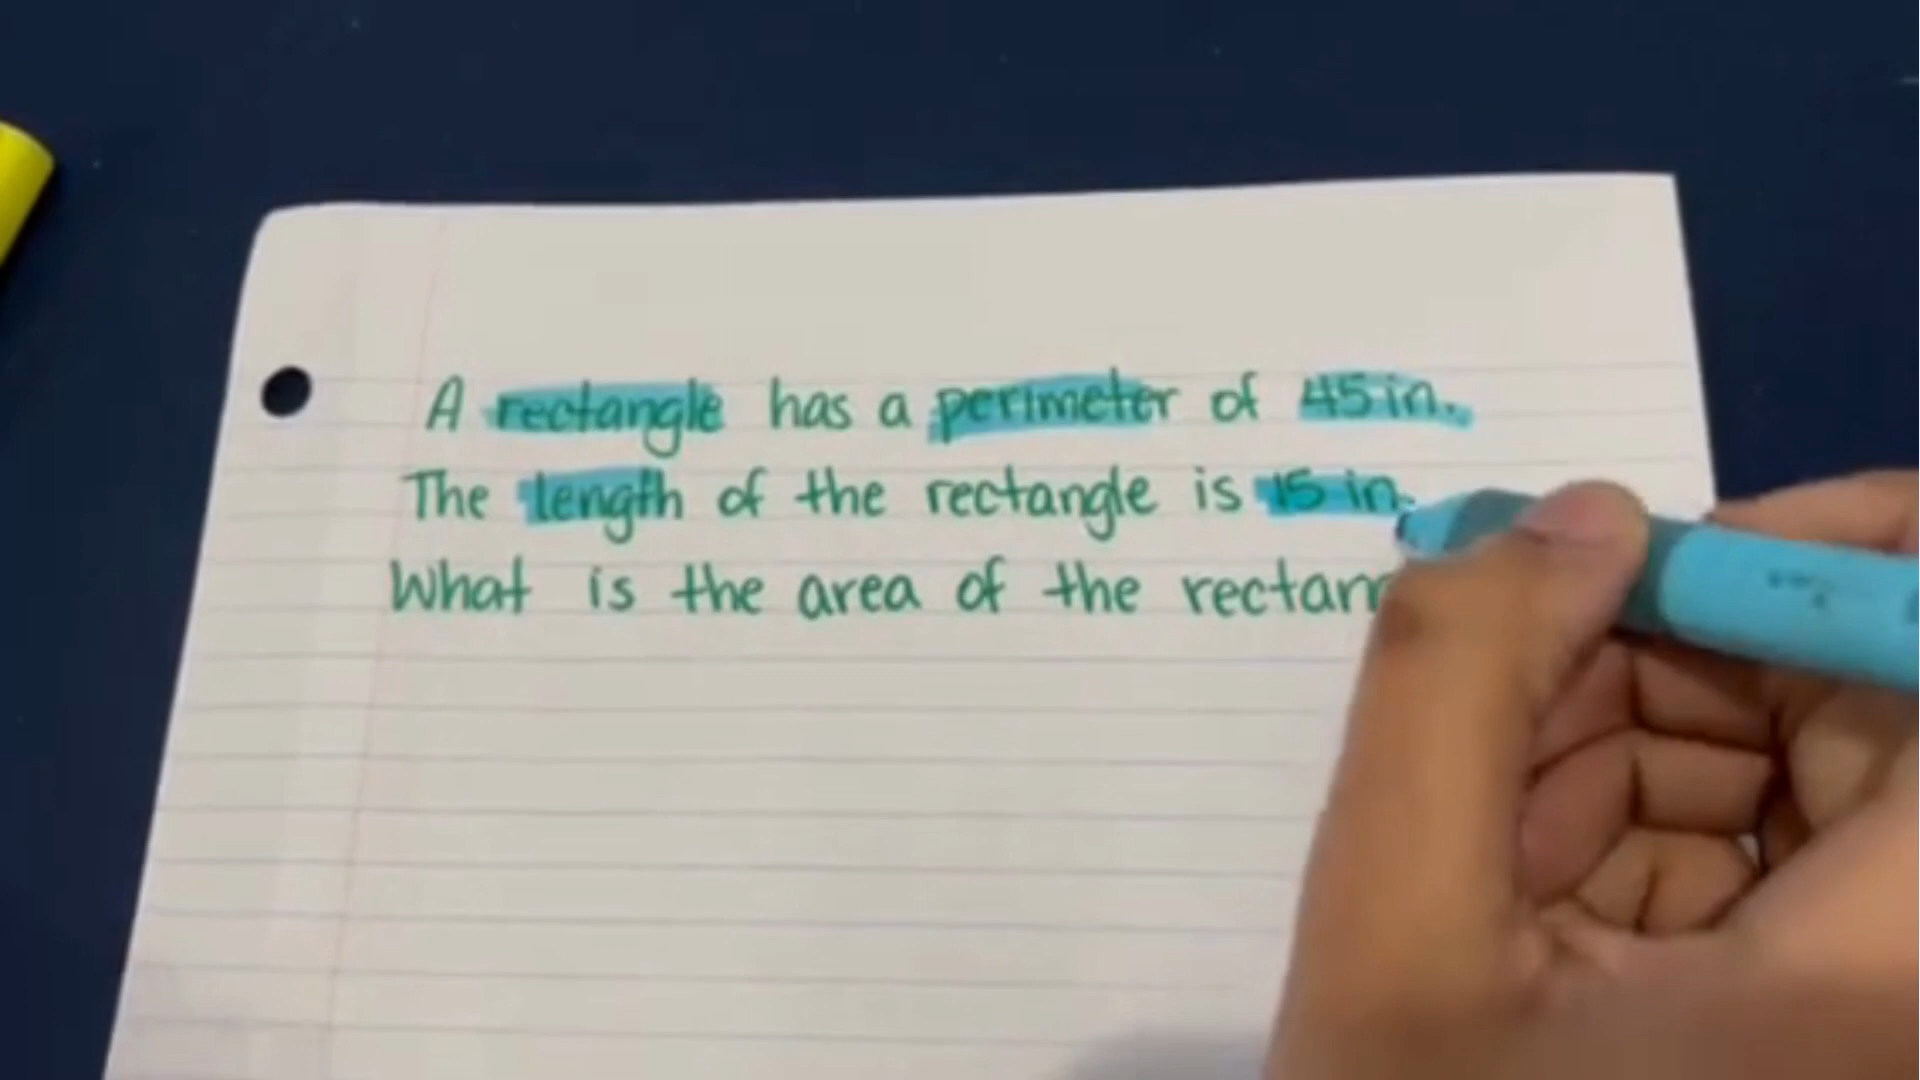 A rectangle has a perimeter of 45 in.
The length of the rectangle is 15 in.
What is the area of the